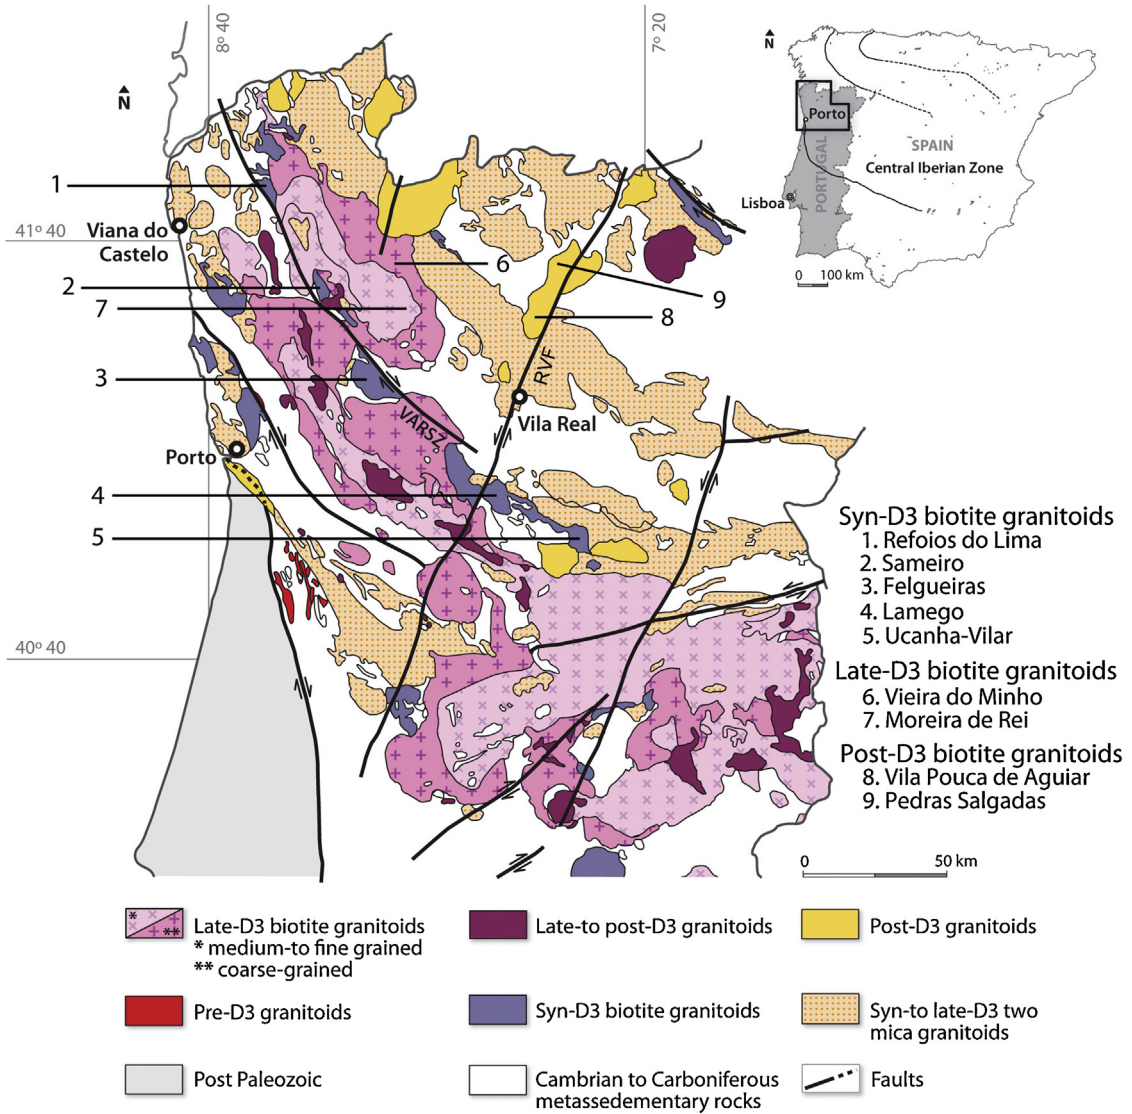 8º 40
7º 20
N
N
Porto
SPAIN
Central Iberian Zone
PORTUGAL
Lisboa
0 100 km
1
Viana do
Castelo
41º 40
2
7
6
9
8
3
RVF
VARSZ
Vila Real
Porto
4
5
40º 40
Syn-D3 biotite granitoids
1. Refoios do Lima
2. Sameiro
3. Felgueiras
4. Lamego
5. Ucanha-Vilar
Late-D3 biotite granitoids
6. Vieira do Minho
7. Moreira de Rei
Post-D3 biotite granitoids
8. Vila Pouca de Aguiar
9. Pedras Salgadas
0 50 km
* ** Late-D3 biotite granitoids
* medium-to fine grained
** coarse-grained
Late-to post-D3 granitoids
Post-D3 granitoids
Pre-D3 granitoids
Syn-D3 biotite granitoids
Syn-to late-D3 two
mica granitoids
Post Paleozoic
Cambrian to Carboniferous
metassedementary rocks
Faults